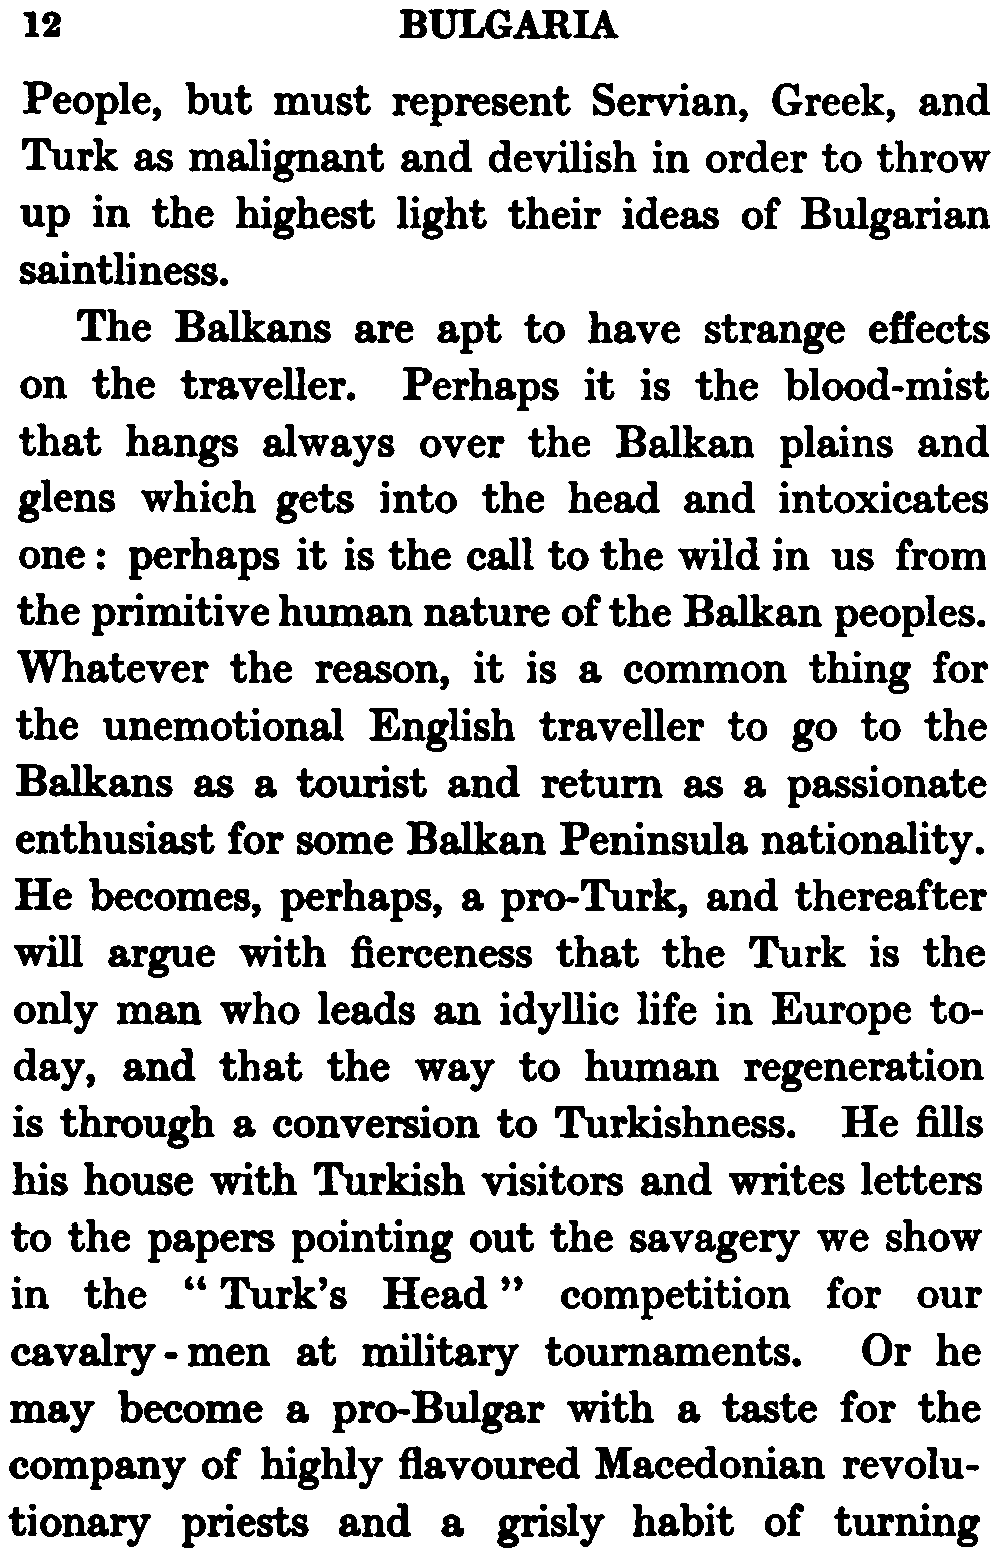 12 BULGARIA
People, but must represent Servian, Greek, and
Turk as malignant and devilish in order to throw
up in the highest light their ideas of Bulgarian
saintliness.
The Balkans are apt to have strange effects
on the traveller. Perhaps it is the blood-mist
that hangs always over the Balkan plains and
glens which gets into the head and intoxicates
one : perhaps it is the call to the wild in us from
the primitive human nature of the Balkan peoples.
Whatever the reason, it is a common thing for
the unemotional English traveller to go to the
Balkans as a tourist and return as a passionate
enthusiast for some Balkan Peninsula nationality.
He becomes, perhaps, a pro-Turk, and thereafter
will argue with fierceness that the Turk is the
only man who leads an idyllic life in Europe to-
day, and that the way to human regeneration
is through a conversion to Turkishness. He fills
his house with Turkish visitors and writes letters
to the papers pointing out the savagery we show
in the “ Turk’s Head ” competition for our
cavalry-men at military tournaments. Or he
may become a pro-Bulgar with a taste for the
company of highly flavoured Macedonian revolu-
tionary priests and a grisly habit of turning